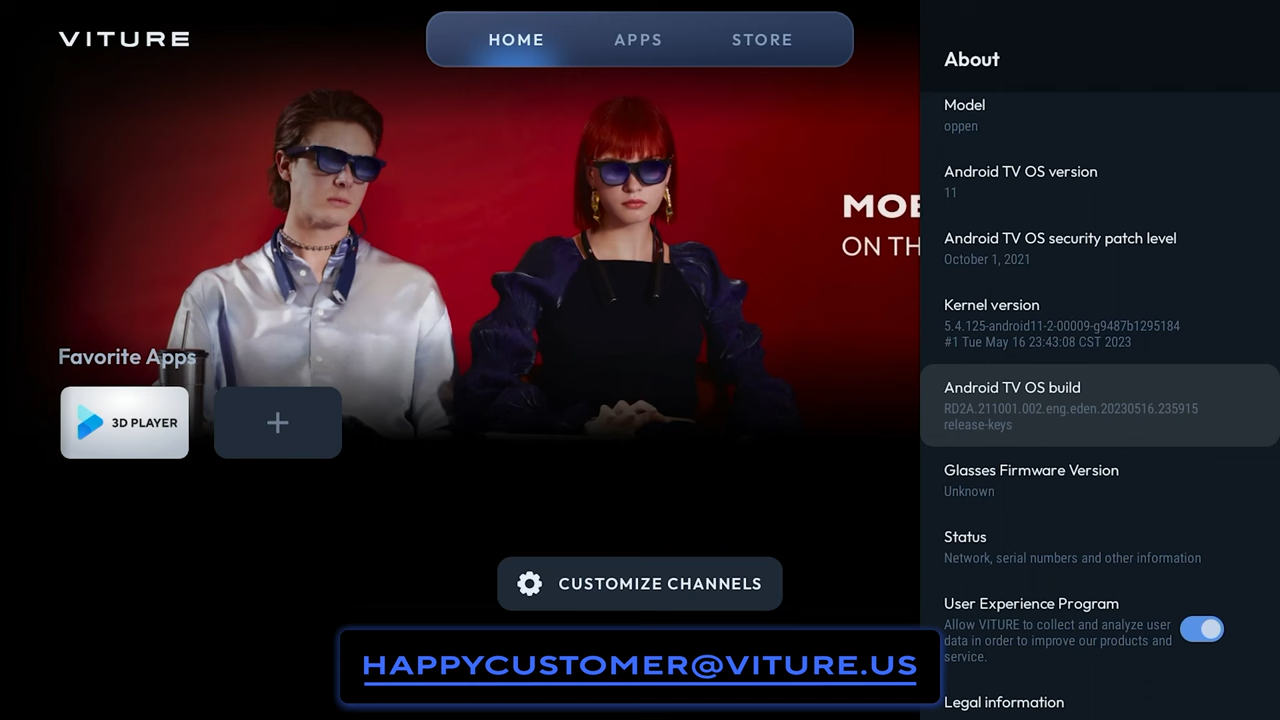 VITURE
HOME
APPS
STORE
MOB
ON TH
Favorite Apps
3D PLAYER
CUSTOMIZE CHANNELS
HAPPYCUSTOMER@VITURE.US
About
Model
oppen
Android TV OS version
11
Android TV OS security patch level
October 1, 2021
Kernel version
5.4.125-android11-2-00009-g9487b1295184
#1 Tue May 16 23:43:08 CST 2023
Android TV OS build
RD2A.211001.002.eng.eden.20230516.235915
release-keys
Glasses Firmware Version
Unknown
Status
Network, serial numbers and other information
User Experience Program
Allow VITURE to collect and analyze user
data in order to improve our products and
service.
Legal information